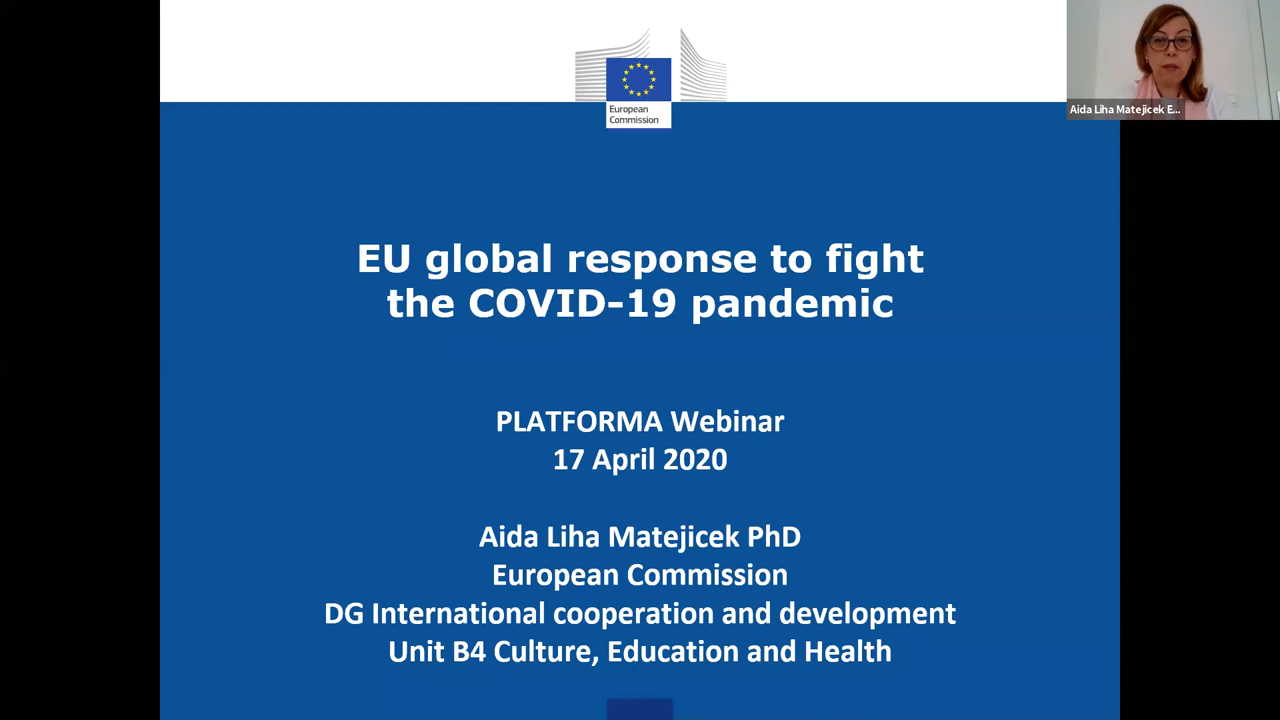 European
Commission
Aida Liha Matejicek E...
EU global response to fight
the COVID-19 pandemic
PLATFORMA Webinar
17 April 2020
Aida Liha Matejicek PhD
European Commission
DG International cooperation and development
Unit B4 Culture, Education and Health